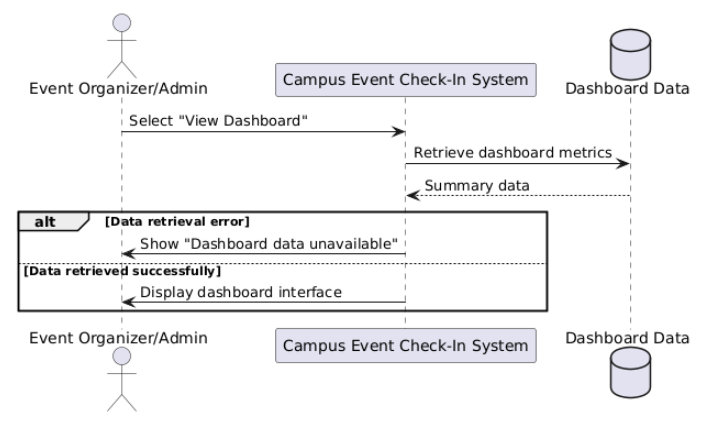 Event Organizer/Admin
Campus Event Check-In System
Dashboard Data
Select "View Dashboard"
Retrieve dashboard metrics
Summary data
alt [Data retrieval error]
Show "Dashboard data unavailable"
[Data retrieved successfully]
Display dashboard interface
Event Organizer/Admin
Campus Event Check-In System
Dashboard Data